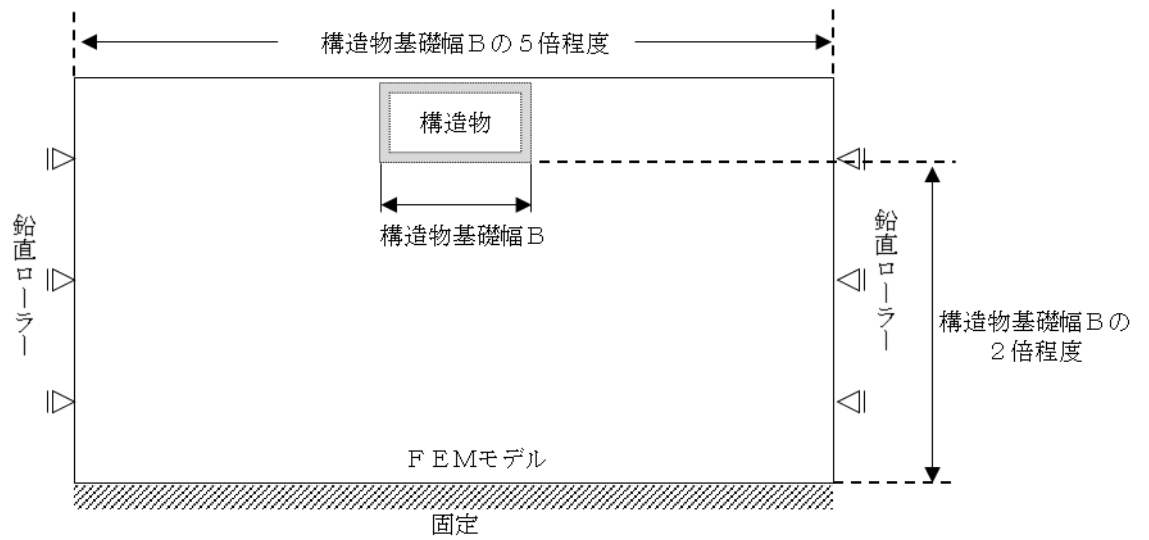 構造物基礎幅Bの5倍程度
構造物
構造物基礎幅B
鉛直ローラー
鉛直ローラー
構造物基礎幅Bの
2倍程度
FEMモデル
固定